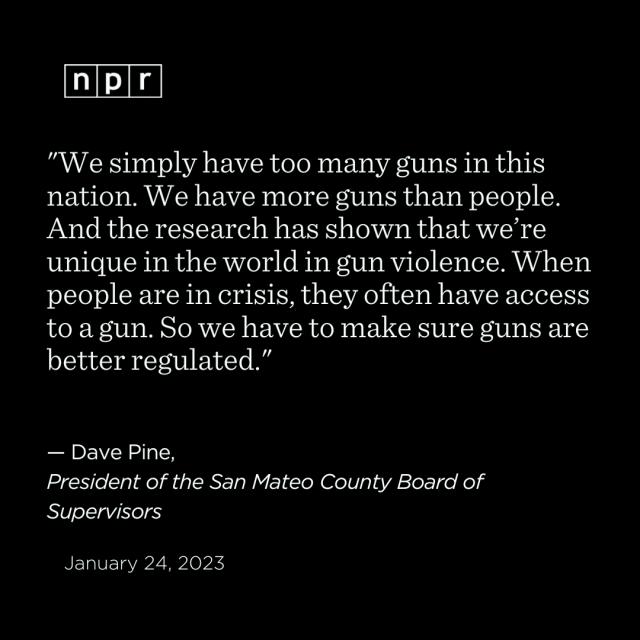 npr
"We simply have too many guns in this
nation. We have more guns than people.
And the research has shown that we’re
unique in the world in gun violence. When
people are in crisis, they often have access
to a gun. So we have to make sure guns are
better regulated."
— Dave Pine,
President of the San Mateo County Board of
Supervisors
January 24, 2023